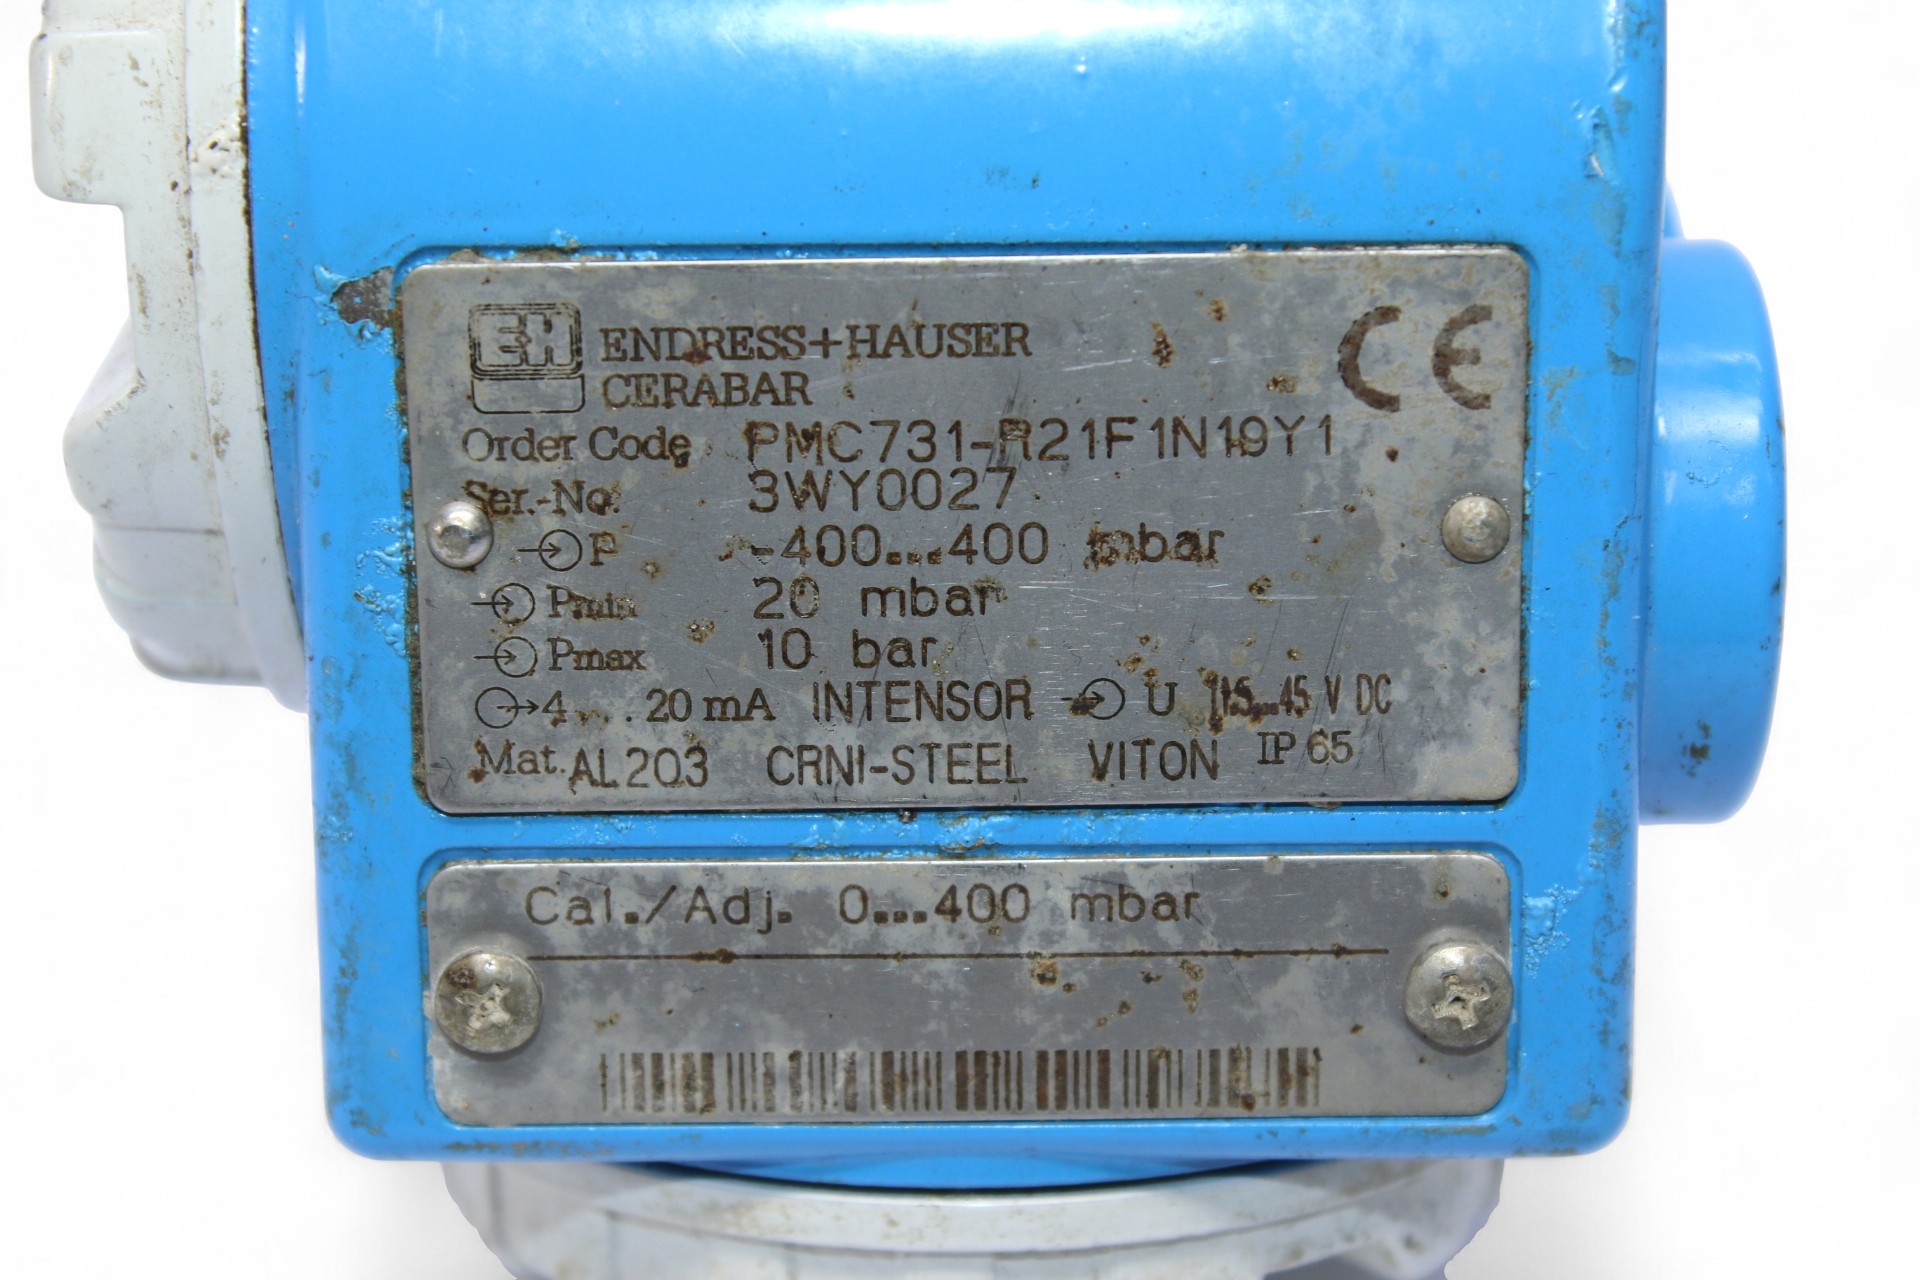 EH ENDRESS+HAUSER
CERABAR
CE
Order Code PMC731-R21F1N19Y1
Ser.-No. 3WY0027
P -400...400 mbar
Pmin 20 mbar
Pmax 10 bar
4 ... 20 mA INTENSOR U 11.5...45 V DC
Mat. AL203 CRNI-STEEL VITON IP 65
Cal./Adj. 0...400 mbar